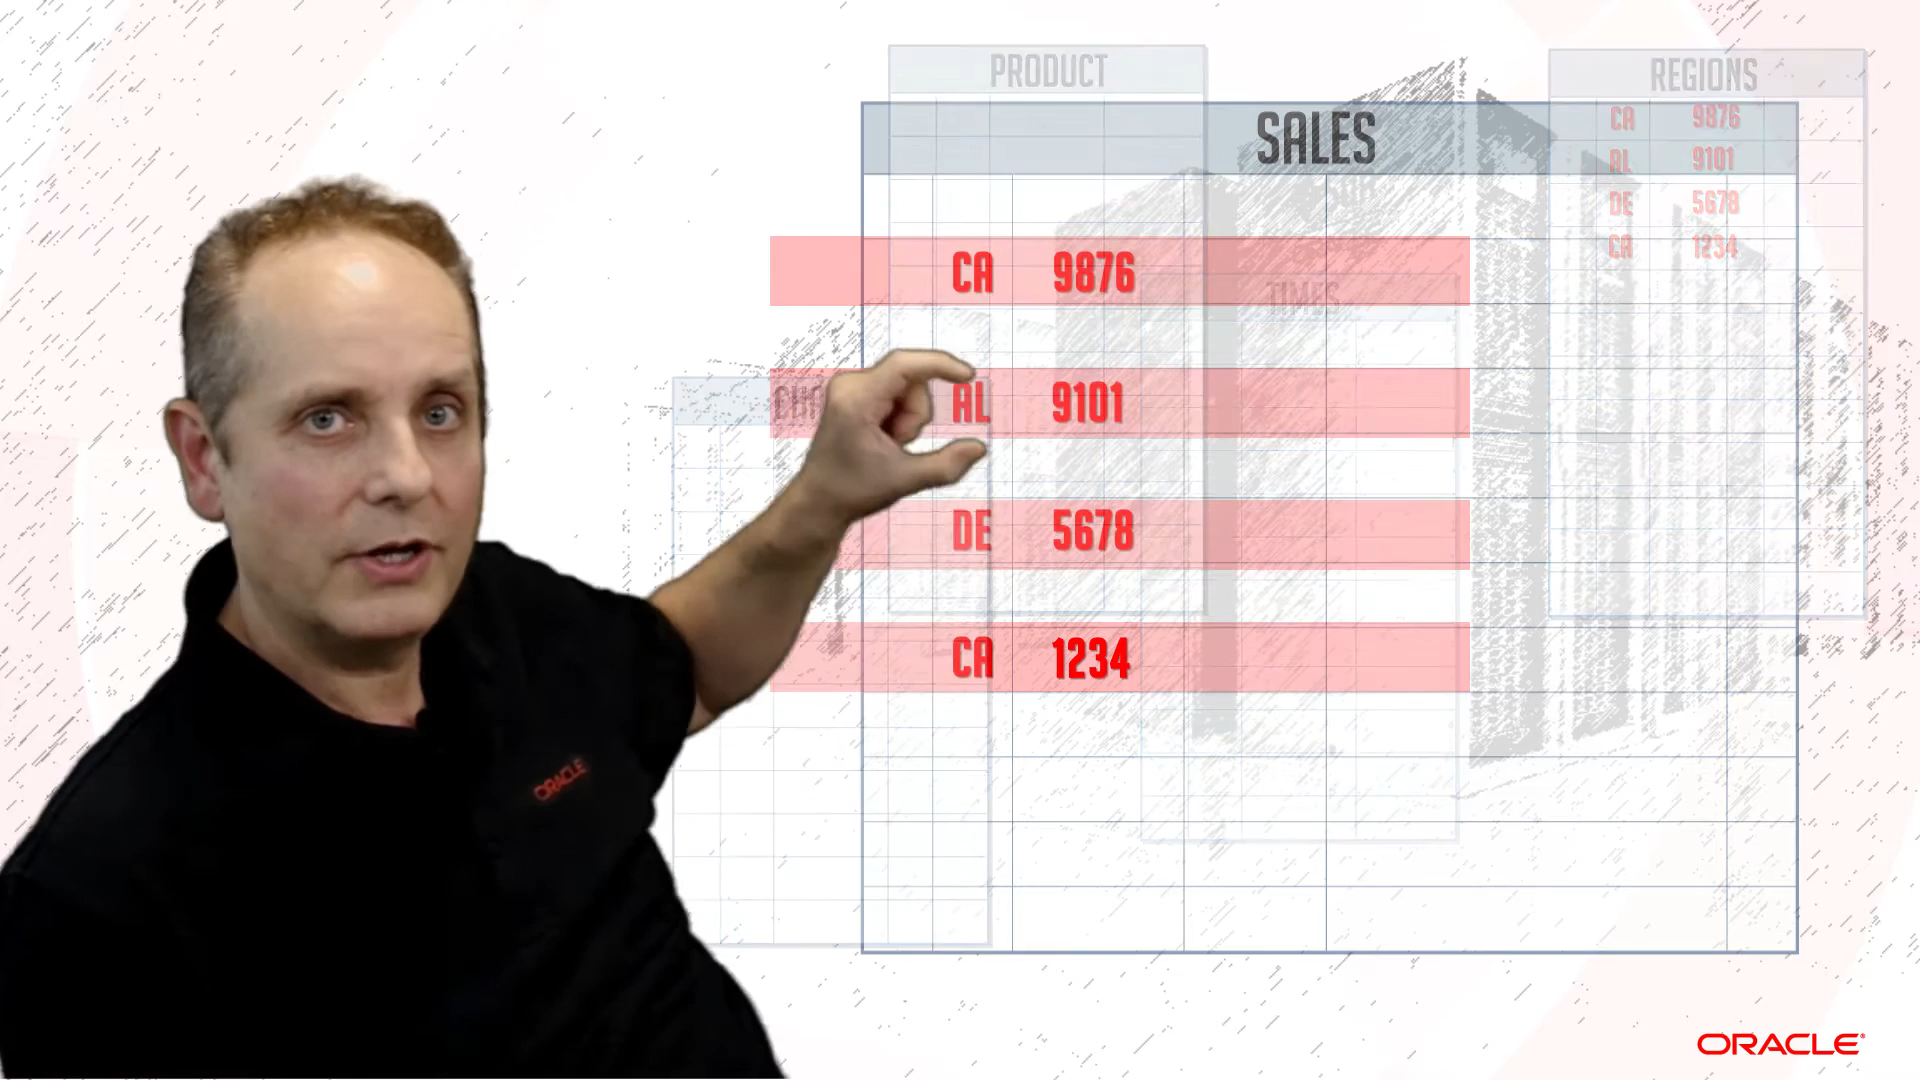 PRODUCT
REGIONS
SALES
CA 9876
AL 9101
DE 5678
CA 1234
CA 9876
TIMES
AL 9101
DE 5678
CA 1234
ORACLE
ORACLE